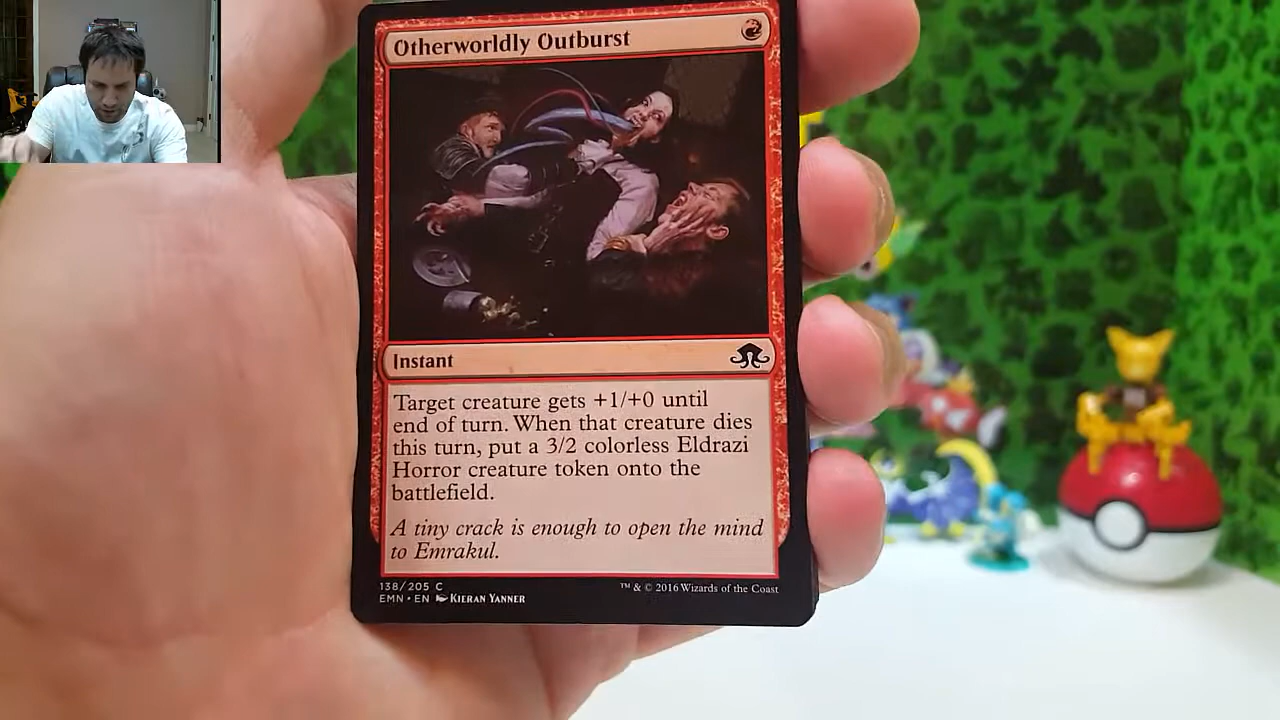 Otherworldly Outburst
Instant
Target creature gets +1/+0 until
end of turn. When that creature dies
this turn, put a 3/2 colorless Eldrazi
Horror creature token onto the
battlefield.
A tiny crack is enough to open the mind
to Emrakul.
138/205 C
EMN • EN KIERAN YANNER
™ & © 2016 Wizards of the Coast